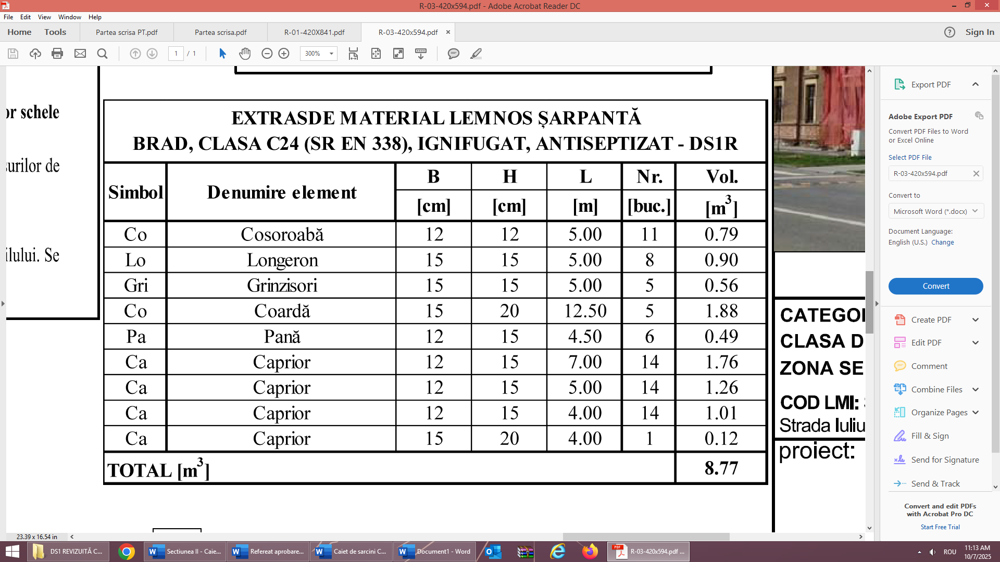 R-03-420x594.pdf - Adobe Acrobat Reader DC
File Edit View Window Help
Home Tools Partea scrisa PT.pdf Partea scrisa.pdf R-01-420X841.pdf R-03-420x594.pdf Sign In
1 / 1 300%
or schele
surilor de
ilului. Se
EXTRASDE MATERIAL LEMNOS ȘARPANTĂ
BRAD, CLASA C24 (SR EN 338), IGNIFUGAT, ANTISEPTIZAT - DS1R
Simbol Denumire element B H L Nr. Vol.
[cm] [cm] [m] [buc.] [m3]
Co Cosoroabă 12 12 5.00 11 0.79
Lo Longeron 15 15 5.00 8 0.90
Gri Grinzisori 15 15 5.00 5 0.56
Co Coardă 15 20 12.50 5 1.88
Pa Pană 12 15 4.50 6 0.49
Ca Caprior 12 15 7.00 14 1.76
Ca Caprior 12 15 5.00 14 1.26
Ca Caprior 12 15 4.00 14 1.01
Ca Caprior 15 20 4.00 1 0.12
TOTAL [m3] 8.77
CATEGOR
CLASA D
ZONA SE
COD LMI:
Strada Iuliu
proiect:
Export PDF
Adobe Export PDF
Convert PDF Files to Word
or Excel Online
Select PDF File
R-03-420x594.pdf
Convert to
Microsoft Word (*.docx)
Document Language:
English (U.S.) Change
Convert
Create PDF
Edit PDF
Comment
Combine Files
Organize Pages
Fill & Sign
Send for Signature
Send & Track
Convert and edit PDFs
with Acrobat Pro DC
Start Free Trial
23.39 x 16.54 in
DS1 REVIZUITĂ C... Sectiunea II - Caie... Refereat aprobare... Caiet de sarcini C... Document1 - Word R-03-420x594.pdf ... ROU 11:13 AM
10/7/2025